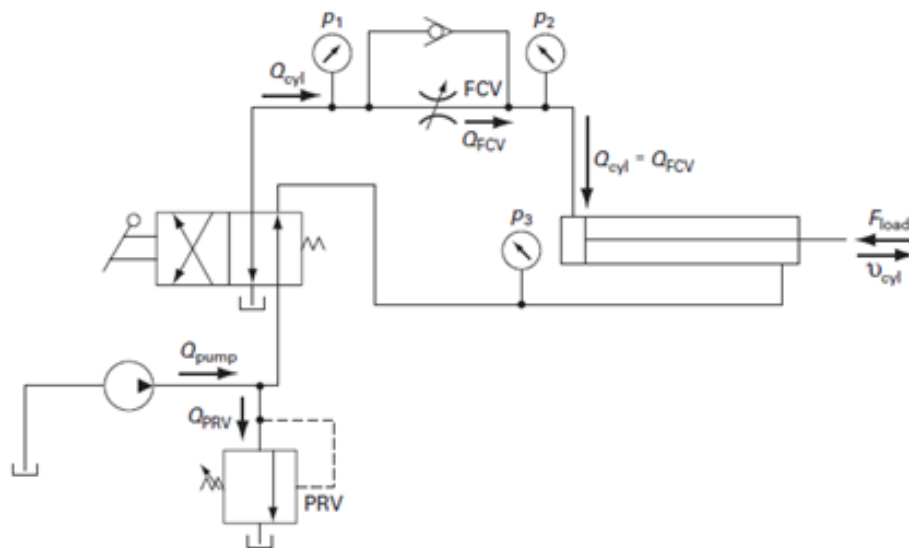 p1
p2
Qcyl
FCV
QFCV
Qcyl = QFCV
p3
Fload
υcyl
Qpump
QPRV
PRV